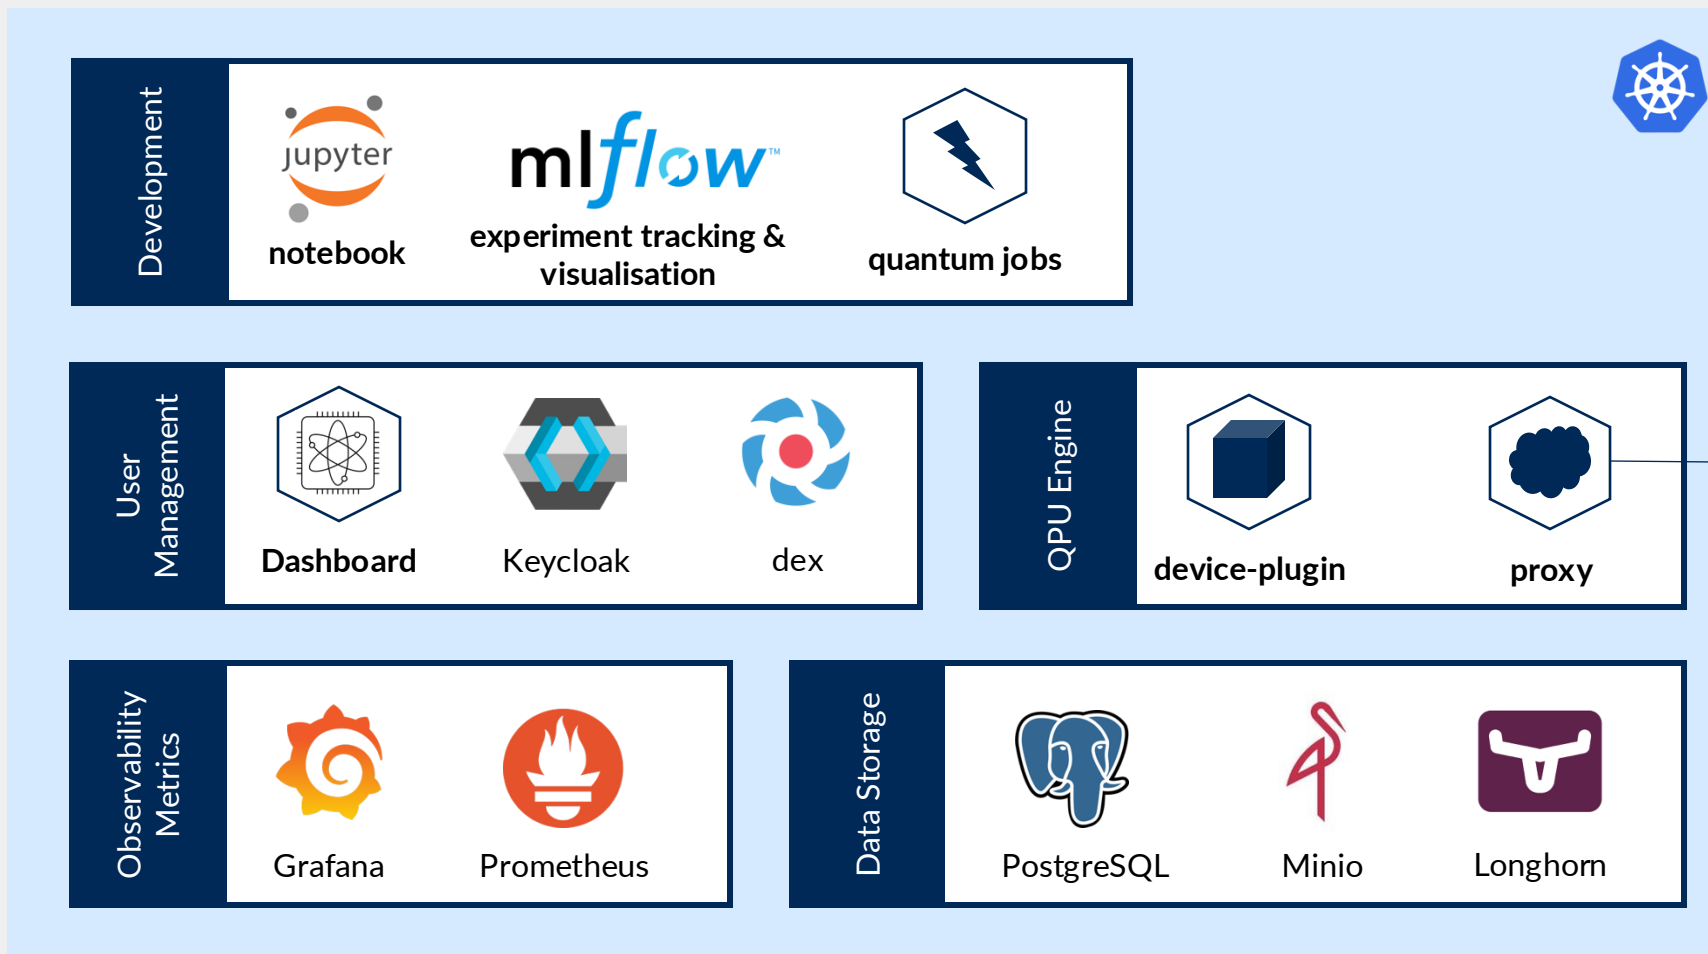 Development
jupyter
notebook
mlflow™
experiment tracking &
visualisation
quantum jobs
User
Management
Dashboard
Keycloak
dex
QPU Engine
device-plugin
proxy
Observability
Metrics
Grafana
Prometheus
Data Storage
PostgreSQL
Minio
Longhorn